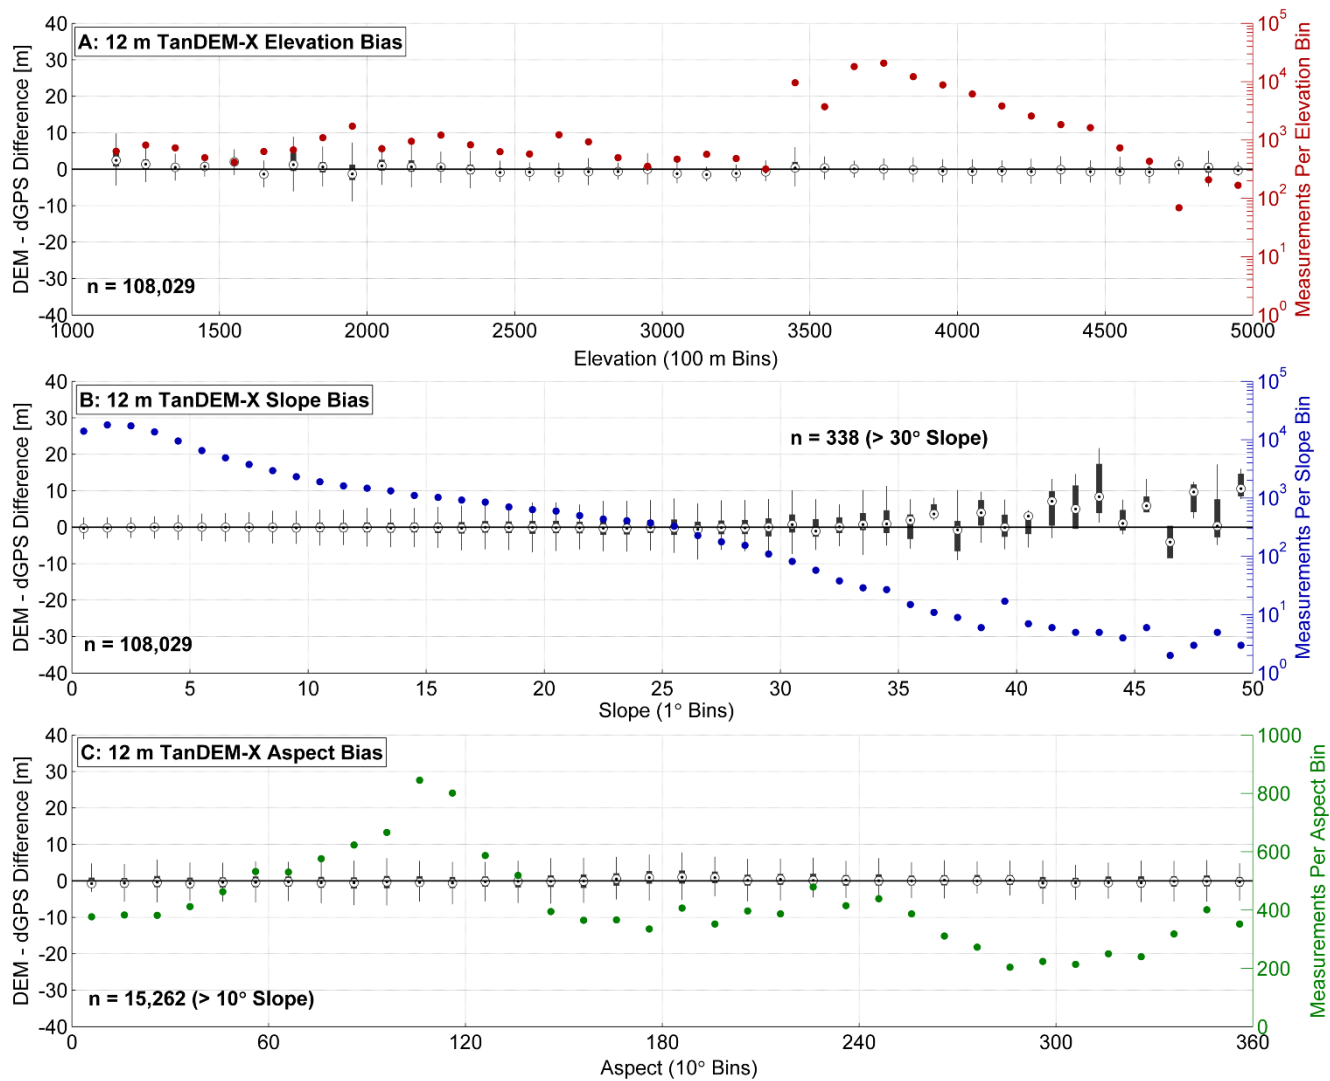 A: 12 m TanDEM-X Elevation Bias
DEM - dGPS Difference [m]
40
30
20
10
0
-10
-20
-30
-40
n = 108,029
1000 1500 2000 2500 3000 3500 4000 4500 5000
Elevation (100 m Bins)
10^5
10^4
10^3
10^2
10^1
10^0
Measurements Per Elevation Bin
B: 12 m TanDEM-X Slope Bias
DEM - dGPS Difference [m]
40
30
20
10
0
-10
-20
-30
-40
n = 338 (> 30° Slope)
n = 108,029
0 5 10 15 20 25 30 35 40 45 50
Slope (1° Bins)
10^5
10^4
10^3
10^2
10^1
10^0
Measurements Per Slope Bin
C: 12 m TanDEM-X Aspect Bias
DEM - dGPS Difference [m]
40
30
20
10
0
-10
-20
-30
-40
n = 15,262 (> 10° Slope)
0 60 120 180 240 300 360
Aspect (10° Bins)
1000
800
600
400
200
0
Measurements Per Aspect Bin